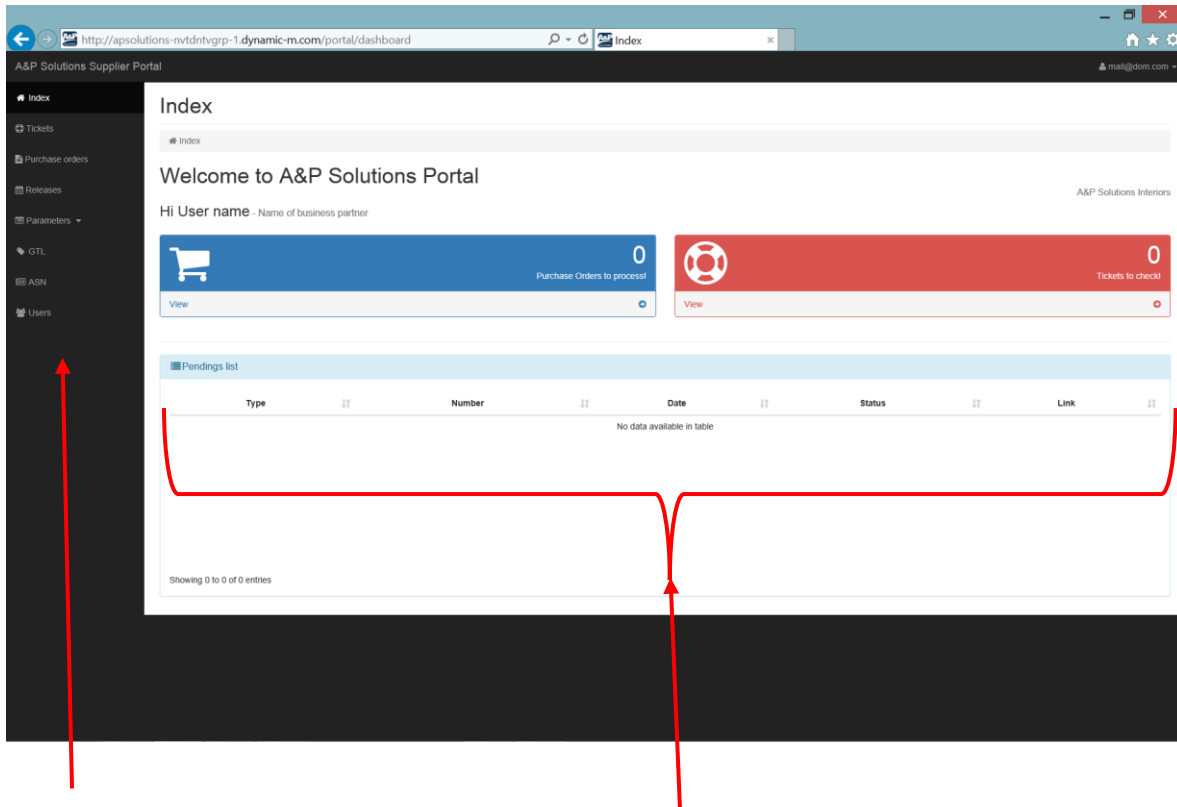 http://apsolutions-nvtdntvgrp-1.dynamic-m.com/portal/dashboard
A&P Index
A&P Solutions Supplier Portal
mail@dom.com
Index
Tickets
Purchase orders
Releases
Parameters
GTL
ASN
Users
Index
Index
Welcome to A&P Solutions Portal
A&P Solutions Interiors
Hi User name - Name of business partner
0
Purchase Orders to process!
View
0
Tickets to check!
View
Pendings list
Type Number Date Status Link
No data available in table
Showing 0 to 0 of 0 entries